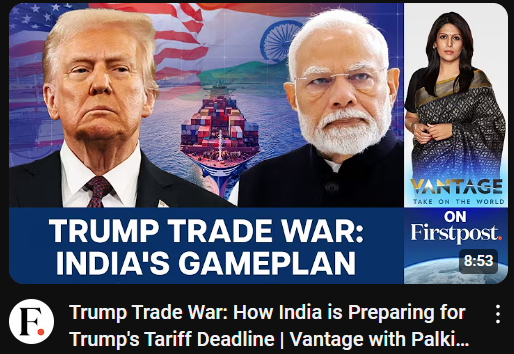 VANTAGE
TAKE ON THE WORLD
TRUMP TRADE WAR:
INDIA'S GAMEPLAN
ON
Firstpost.
8:53
F.
Trump Trade War: How India is Preparing for
Trump's Tariff Deadline | Vantage with Palki...